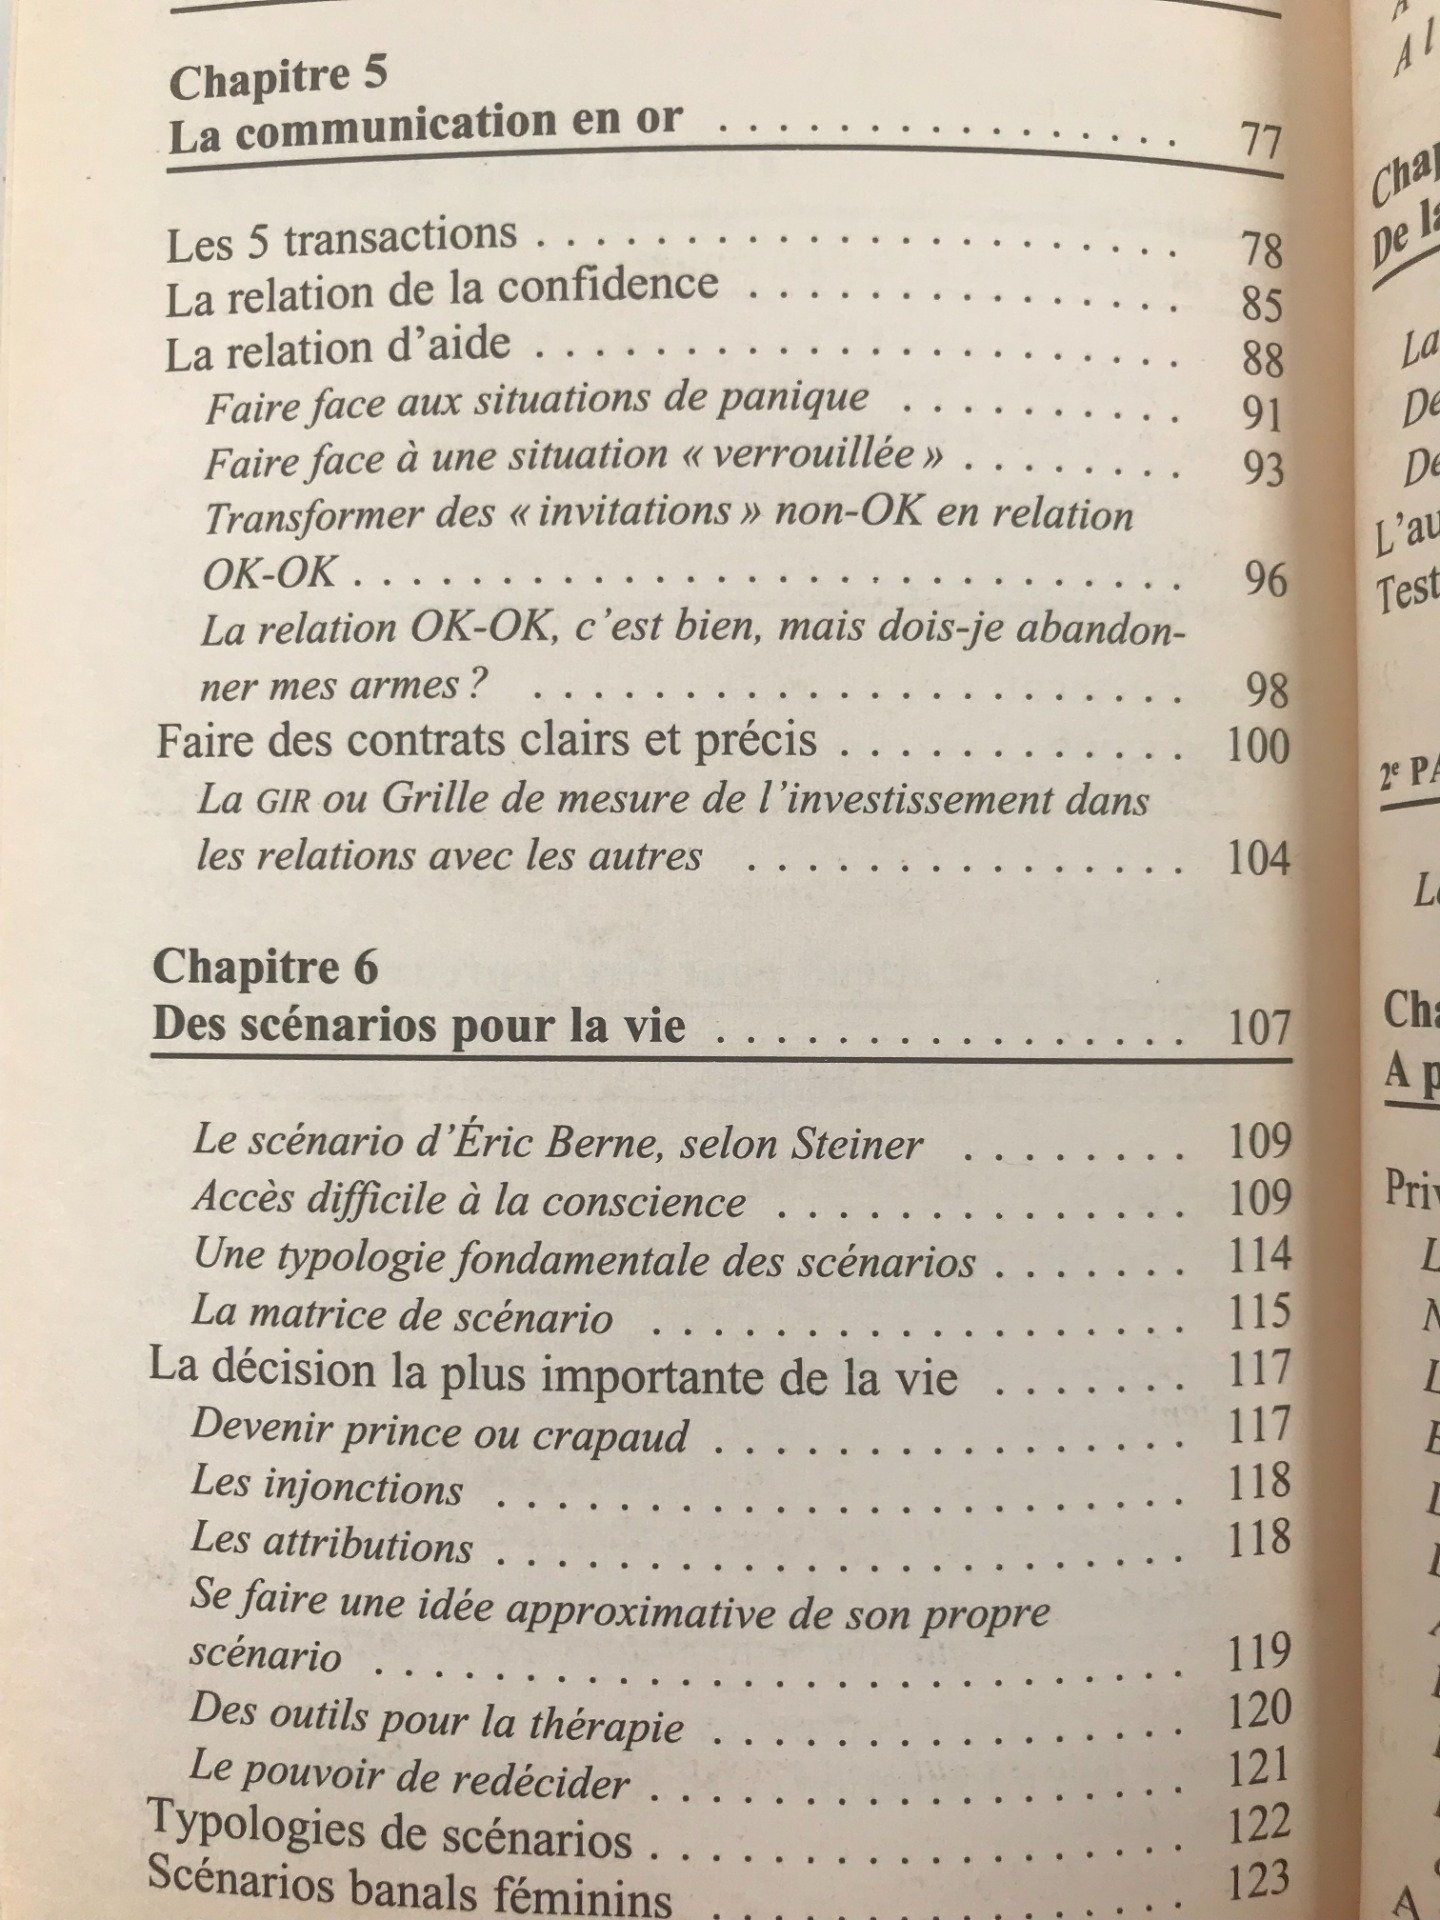 Chapitre 5
La communication en or . . . . . . . . . . . . . . . . 77
Les 5 transactions . . . . . . . . . . . . . . . . . . . . . . 78
La relation de la confidence . . . . . . . . . . . . . . . 85
La relation d'aide . . . . . . . . . . . . . . . . . . . . . . 88
Faire face aux situations de panique . . . . . . . . . . 91
Faire face à une situation « verrouillée » . . . . . . . . 93
Transformer des « invitations » non-OK en relation
OK-OK . . . . . . . . . . . . . . . . . . . . . . . . . . . . 96
La relation OK-OK, c'est bien, mais dois-je abandon-
ner mes armes ? . . . . . . . . . . . . . . . . . . . . . . 98
Faire des contrats clairs et précis . . . . . . . . . . . . 100
La GIR ou Grille de mesure de l'investissement dans
les relations avec les autres . . . . . . . . . . . . . . . 104
Chapitre 6
Des scénarios pour la vie . . . . . . . . . . . . . . . . 107
Le scénario d'Éric Berne, selon Steiner . . . . . . . . 109
Accès difficile à la conscience . . . . . . . . . . . . . . 109
Une typologie fondamentale des scénarios . . . . . . . 114
La matrice de scénario . . . . . . . . . . . . . . . . . . 115
La décision la plus importante de la vie . . . . . . . 117
Devenir prince ou crapaud . . . . . . . . . . . . . . . . 117
Les injonctions . . . . . . . . . . . . . . . . . . . . . . . 118
Les attributions . . . . . . . . . . . . . . . . . . . . . . . 118
Se faire une idée approximative de son propre
scénario . . . . . . . . . . . . . . . . . . . . . . . . . . . 119
Des outils pour la thérapie . . . . . . . . . . . . . . . . 120
Le pouvoir de redécider . . . . . . . . . . . . . . . . . . 121
Typologies de scénarios . . . . . . . . . . . . . . . . . . 122
Scénarios banals féminins . . . . . . . . . . . . . . . . 123
De
De
Test
2e
A